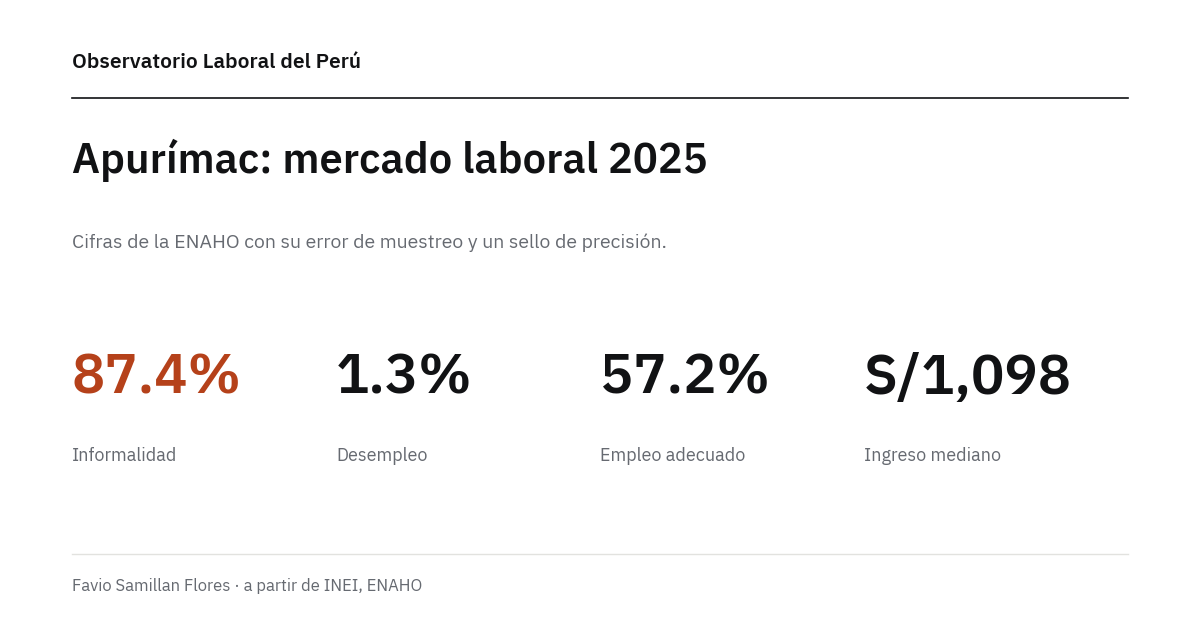 Observatorio Laboral del Perú
Apurímac: mercado laboral 2025
Cifras de la ENAHO con su error de muestreo y un sello de precisión.
87.4% 1.3% 57.2% S/1,098
Informalidad Desempleo Empleo adecuado Ingreso mediano
Favio Samillan Flores · a partir de INEI, ENAHO